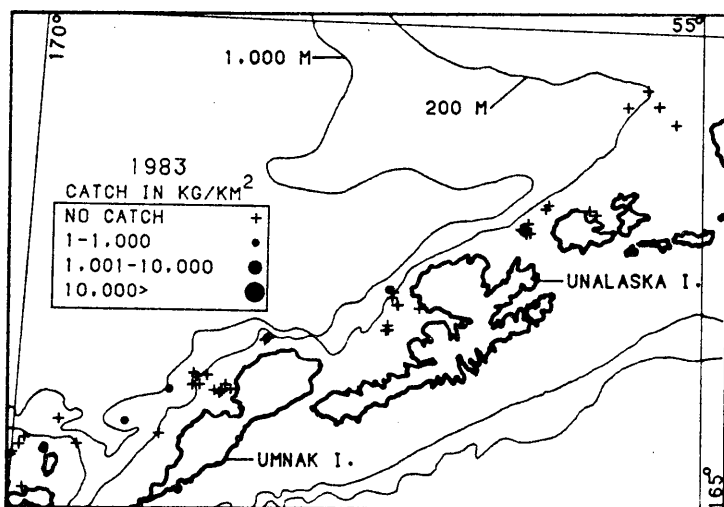 170°
55°
1.000 M
200 M
1983
CATCH IN KG/KM²
NO CATCH +
1-1.000
1.001-10.000
10.000>
UNALASKA I.
UMNAK I.
165°